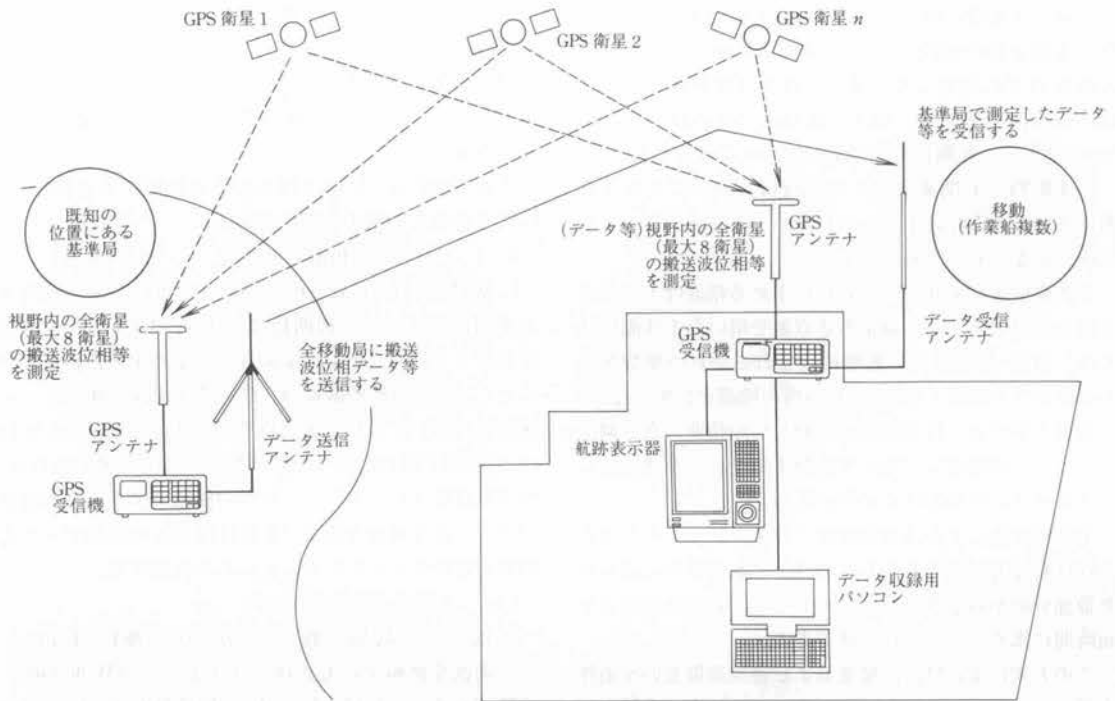 GPS 衛星1
GPS 衛星2
GPS 衛星 n
基準局で測定したデータ
等を受信する
既知の
位置にある
基準局
移動
(作業船複数)
GPS
アンテナ
(データ等)視野内の全衛星
(最大8衛星)
の搬送波位相等
を測定
視野内の全衛星
(最大8衛星)
の搬送波位相等
を測定
データ受信
アンテナ
GPS
受信機
全移動局に搬送
波位相データ等
を送信する
GPS
アンテナ
データ送信
アンテナ
航跡表示器
GPS
受信機
データ収録用
パソコン